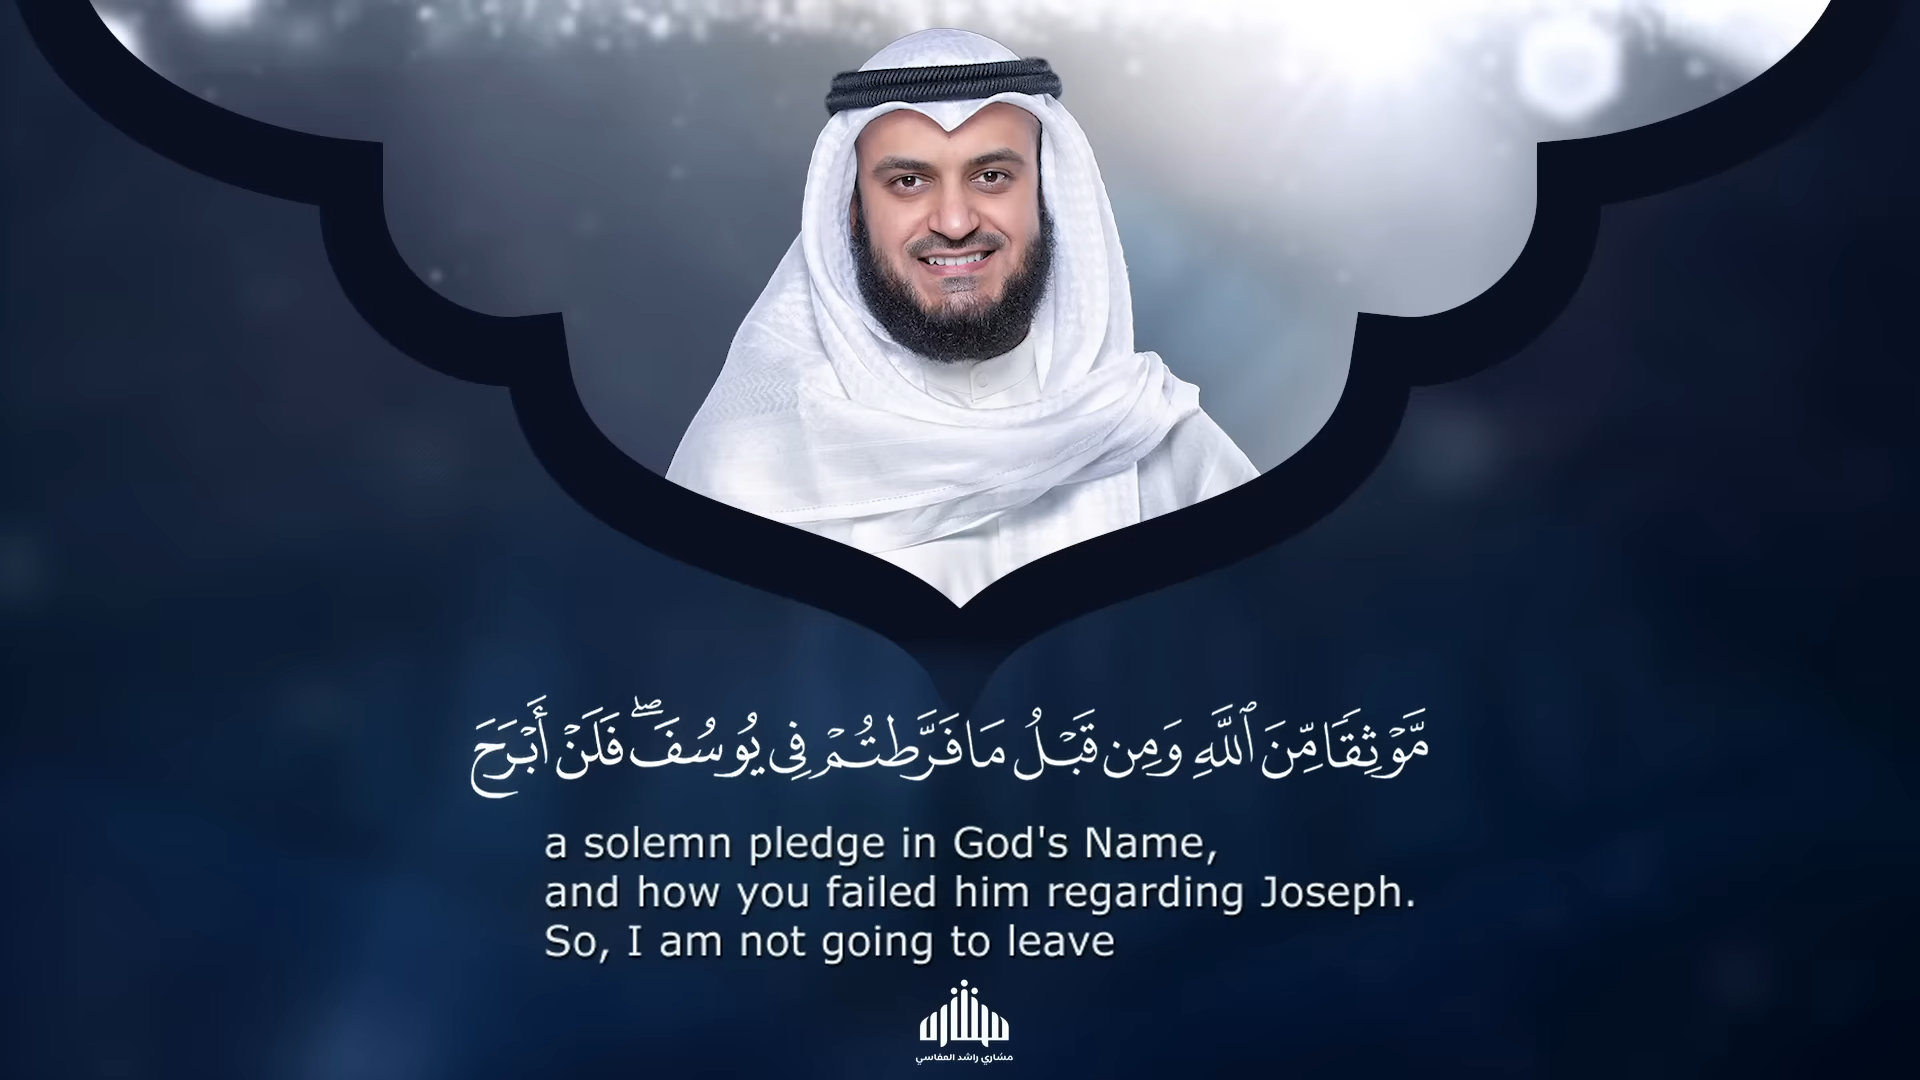 مَّوْثِقًا مِّنَ ٱللَّهِ وَمِن قَبْلُ مَا فَرَّطتُمْ فِي يُوسُفَ ۖ فَلَنْ أَبْرَحَ
a solemn pledge in God's Name,
and how you failed him regarding Joseph.
So, I am not going to leave
مشاري
مشاري راشد العفاسي